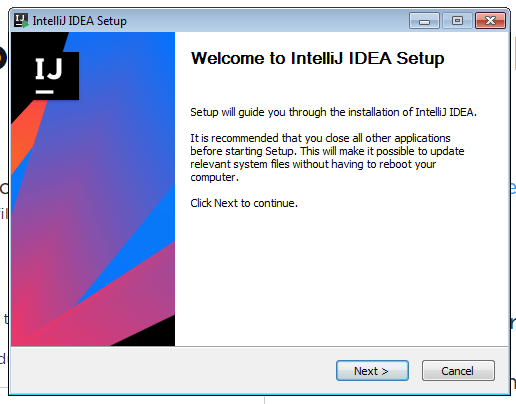 IntelliJ IDEA Setup
IJ
Welcome to IntelliJ IDEA Setup
Setup will guide you through the installation of IntelliJ IDEA.
It is recommended that you close all other applications
before starting Setup. This will make it possible to update
relevant system files without having to reboot your
computer.
Click Next to continue.
Next >
Cancel